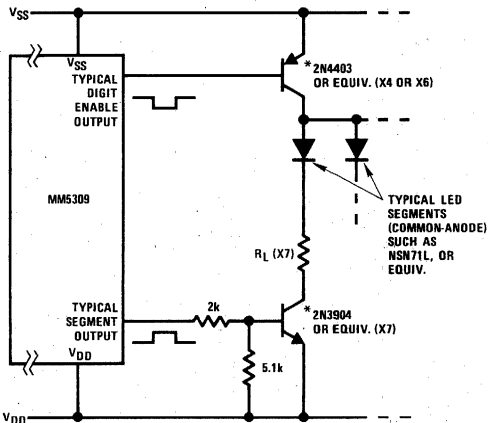 VSS
VSS
TYPICAL
DIGIT
ENABLE
OUTPUT
*2N4403
OR EQUIV. (X4 OR X6)
MM5309
TYPICAL LED
SEGMENTS
(COMMON-ANODE)
SUCH AS
NSN71L, OR
EQUIV.
RL (X7)
TYPICAL
SEGMENT
OUTPUT
2k
*2N3904
OR EQUIV. (X7)
VDD
5.1k
VDD